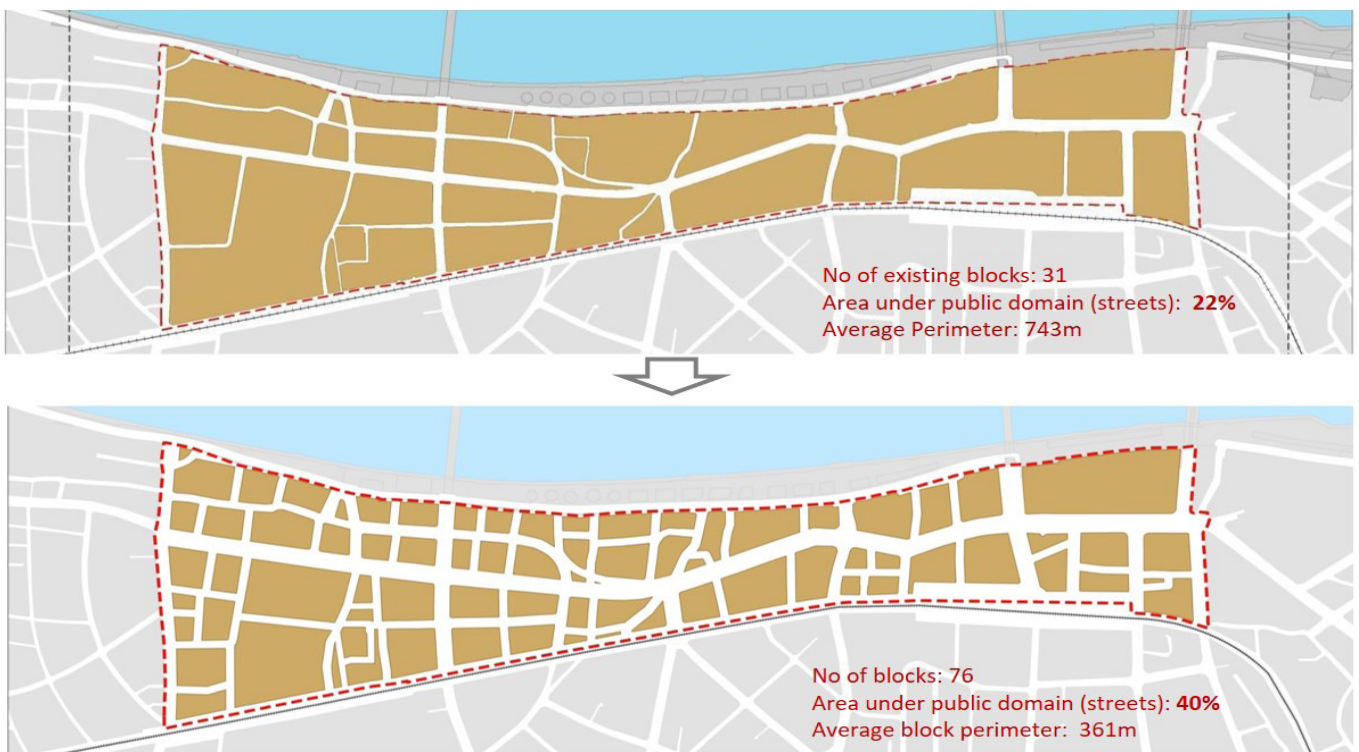 No of existing blocks: 31
Area under public domain (streets): 22%
Average Perimeter: 743m
No of blocks: 76
Area under public domain (streets): 40%
Average block perimeter: 361m